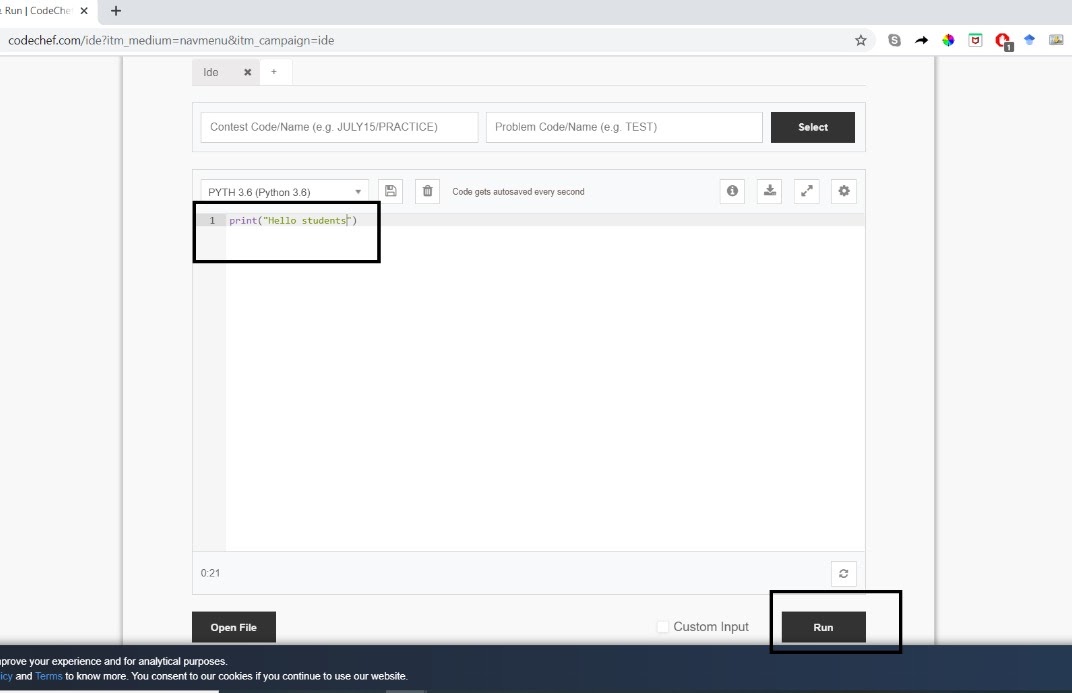 Run | CodeChe
codechef.com/ide?itm_medium=navmenu&itm_campaign=ide
1
Ide
Contest Code/Name (e.g. JULY15/PRACTICE)
Problem Code/Name (e.g. TEST)
Select
PYTH 3.6 (Python 3.6)
Code gets autosaved every second
1 print("Hello students")
0:21
Open File
Custom Input
Run
prove your experience and for analytical purposes.
icy and Terms to know more. You consent to our cookies if you continue to use our website.